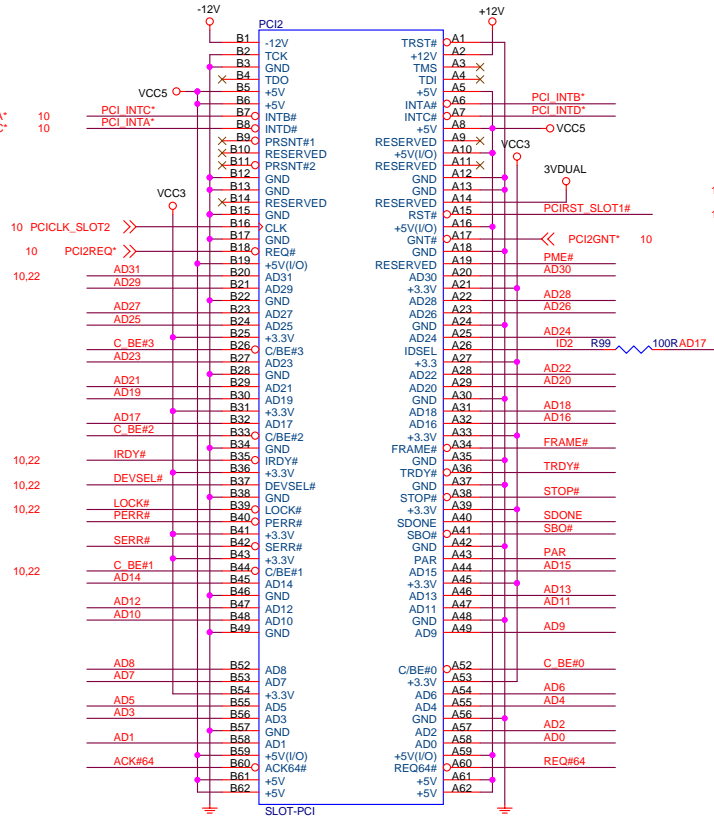 -12V +12V
PCI2
B1 -12V TRST# A1
B2 TCK +12V A2
B3 GND TMS A3
B4 TDO TDI A4
VCC5 B5 +5V +5V A5
B6 +5V INTA# A6 PCI_INTB*
10 PCI_INTC* B7 INTB# INTC# A7 PCI_INTD*
10 PCI_INTA* B8 INTD# +5V A8 VCC5
B9 PRSNT#1 RESERVED A9
B10 RESERVED +5V(I/O) A10 VCC3
B11 PRSNT#2 RESERVED A11
B12 GND GND A12
B13 GND GND A13 3VDUAL
VCC3 B14 RESERVED RESERVED A14
B15 GND RST# A15 PCIRST_SLOT1#
10 PCICLK_SLOT2 B16 CLK +5V(I/O) A16
B17 GND GNT# A17 PCI2GNT* 10
10 PCI2REQ* B18 REQ# GND A18
B19 +5V(I/O) RESERVED A19 PME#
10,22 AD31 B20 AD31 AD30 A20 AD30
AD29 B21 AD29 +3.3V A21
B22 GND AD28 A22 AD28
AD27 B23 AD27 AD26 A23 AD26
AD25 B24 AD25 GND A24
B25 +3.3V AD24 A25 AD24
C_BE#3 B26 C/BE#3 IDSEL A26 ID2 R99 100R AD17
AD23 B27 AD23 +3.3 A27
B28 GND AD22 A28 AD22
AD21 B29 AD21 AD20 A29 AD20
AD19 B30 AD19 GND A30
B31 +3.3V AD18 A31 AD18
AD17 B32 AD17 AD16 A32 AD16
C_BE#2 B33 C/BE#2 +3.3V A33
B34 GND FRAME# A34 FRAME#
10,22 IRDY# B35 IRDY# GND A35
B36 +3.3V TRDY# A36 TRDY#
10,22 DEVSEL# B37 DEVSEL# GND A37
B38 GND STOP# A38 STOP#
10,22 LOCK# B39 LOCK# +3.3V A39
PERR# B40 PERR# SDONE A40 SDONE
B41 +3.3V SBO# A41 SBO#
SERR# B42 SERR# GND A42
B43 +3.3V PAR A43 PAR
10,22 C_BE#1 B44 C/BE#1 AD15 A44 AD15
AD14 B45 AD14 +3.3V A45
B46 GND AD13 A46 AD13
AD12 B47 AD12 AD11 A47 AD11
AD10 B48 AD10 GND A48
B49 GND AD9 A49 AD9
AD8 B52 AD8 C/BE#0 A52 C_BE#0
AD7 B53 AD7 +3.3V A53
B54 +3.3V AD6 A54 AD6
AD5 B55 AD5 AD4 A55 AD4
AD3 B56 AD3 GND A56
B57 GND AD2 A57 AD2
AD1 B58 AD1 AD0 A58 AD0
B59 +5V(I/O) +5V(I/O) A59
ACK#64 B60 ACK64# REQ64# A60 REQ#64
B61 +5V +5V A61
B62 +5V +5V A62
SLOT-PCI